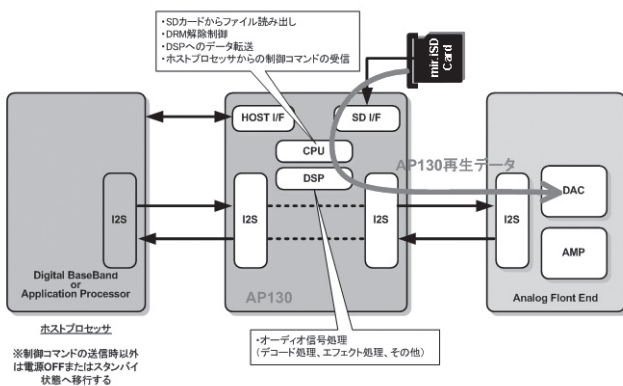 ・SDカードからファイル読み出し
・DRM解除制御
・DSPへのデータ転送
・ホストプロセッサからの制御コマンドの受信
mir.iSD
Card
HOST I/F
SD I/F
CPU
DSP
AP130再生データ
I2S
I2S
I2S
I2S
DAC
AMP
Digital BaseBand
or
Application Processor
AP130
Analog Flont End
ホストプロセッサ
※制御コマンドの送信時以外
は電源OFFまたはスタンバイ
状態へ移行する
・オーディオ信号処理
(デコード処理、エフェクト処理、その他)